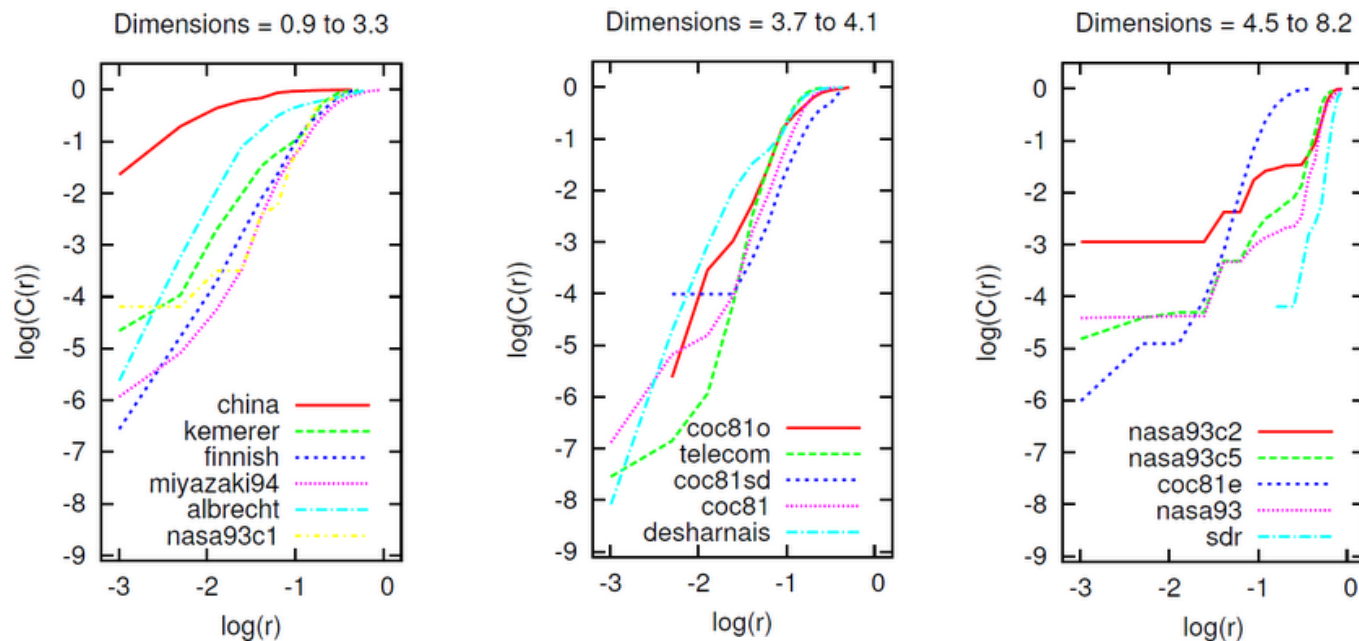 Dimensions = 0.9 to 3.3
0
-1
-2
-3
-4
-5
-6
-7
-8
-9
log(C(r))
china
kemerer
finnish
miyazaki94
albrecht
nasa93c1
-3 -2 -1 0
log(r)
Dimensions = 3.7 to 4.1
0
-1
-2
-3
-4
-5
-6
-7
-8
-9
log(C(r))
coc81o
telecom
coc81sd
coc81
desharnais
-3 -2 -1 0
log(r)
Dimensions = 4.5 to 8.2
0
-1
-2
-3
-4
-5
-6
-7
-8
-9
log(C(r))
nasa93c2
nasa93c5
coc81e
nasa93
sdr
-3 -2 -1 0
log(r)